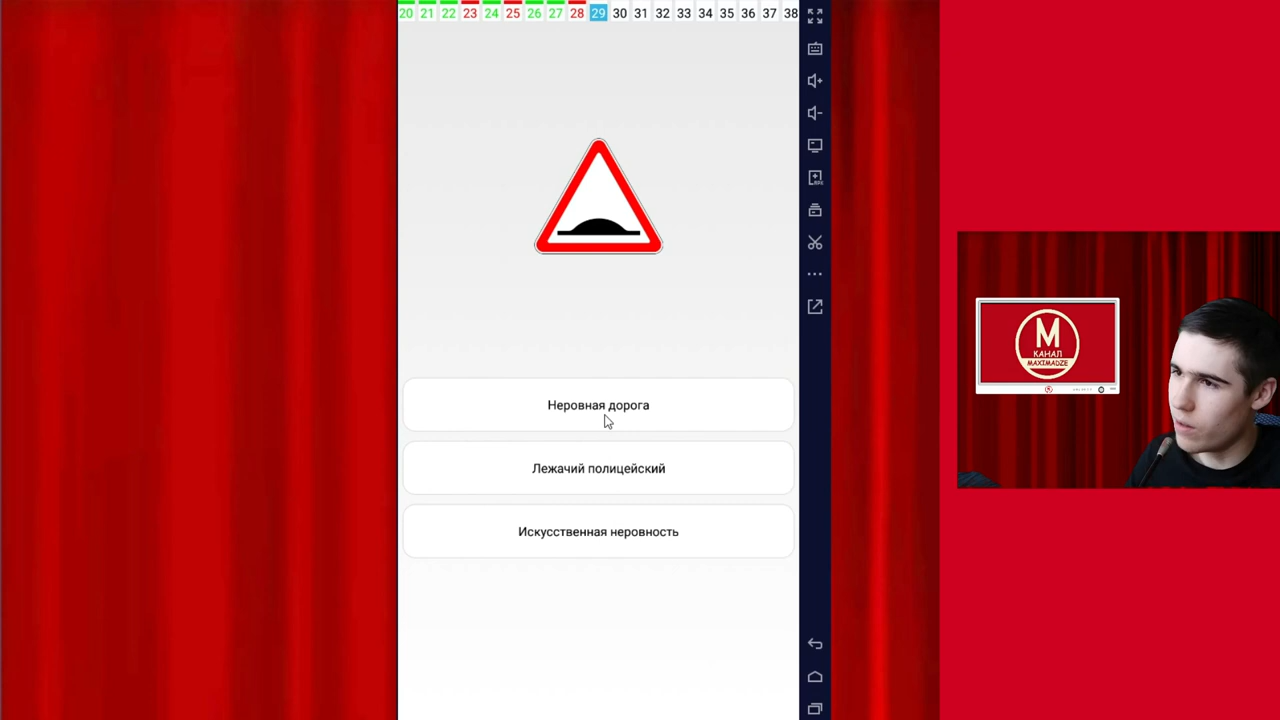 20 21 22 23 24 25 26 27 28 29 30 31 32 33 34 35 36 37 38
Неровная дорога
Лежачий полицейский
Искусственная неровность
M
КАНАЛ
MAXIMADZE